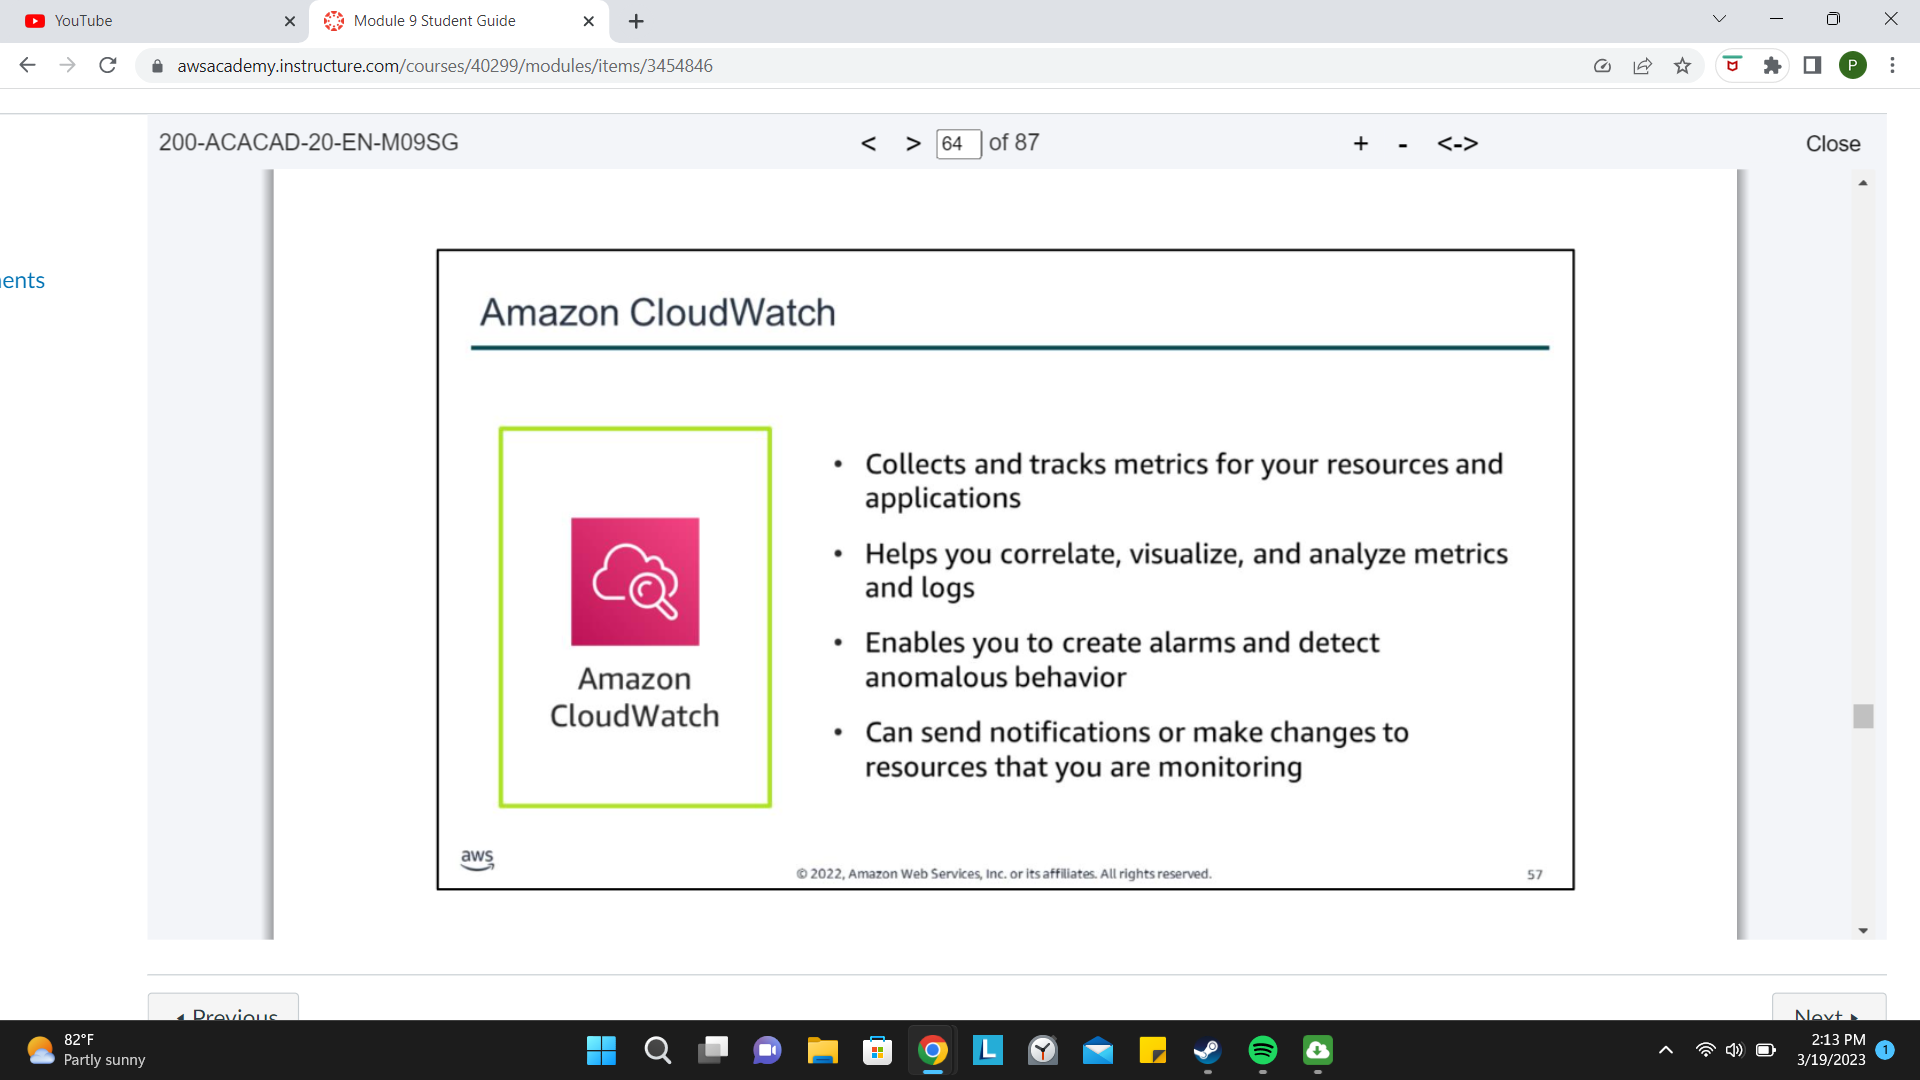 YouTube
Module 9 Student Guide
awsacademy.instructure.com/courses/40299/modules/items/3454846
P
200-ACACAD-20-EN-M09SG
< > 64 of 87
+ - <-> Close
ents
Amazon CloudWatch
Amazon
CloudWatch
• Collects and tracks metrics for your resources and
applications
• Helps you correlate, visualize, and analyze metrics
and logs
• Enables you to create alarms and detect
anomalous behavior
• Can send notifications or make changes to
resources that you are monitoring
aws
© 2022, Amazon Web Services, Inc. or its affiliates. All rights reserved.
57
Previous
Next
82°F
Partly sunny
L
2:13 PM
3/19/2023
1